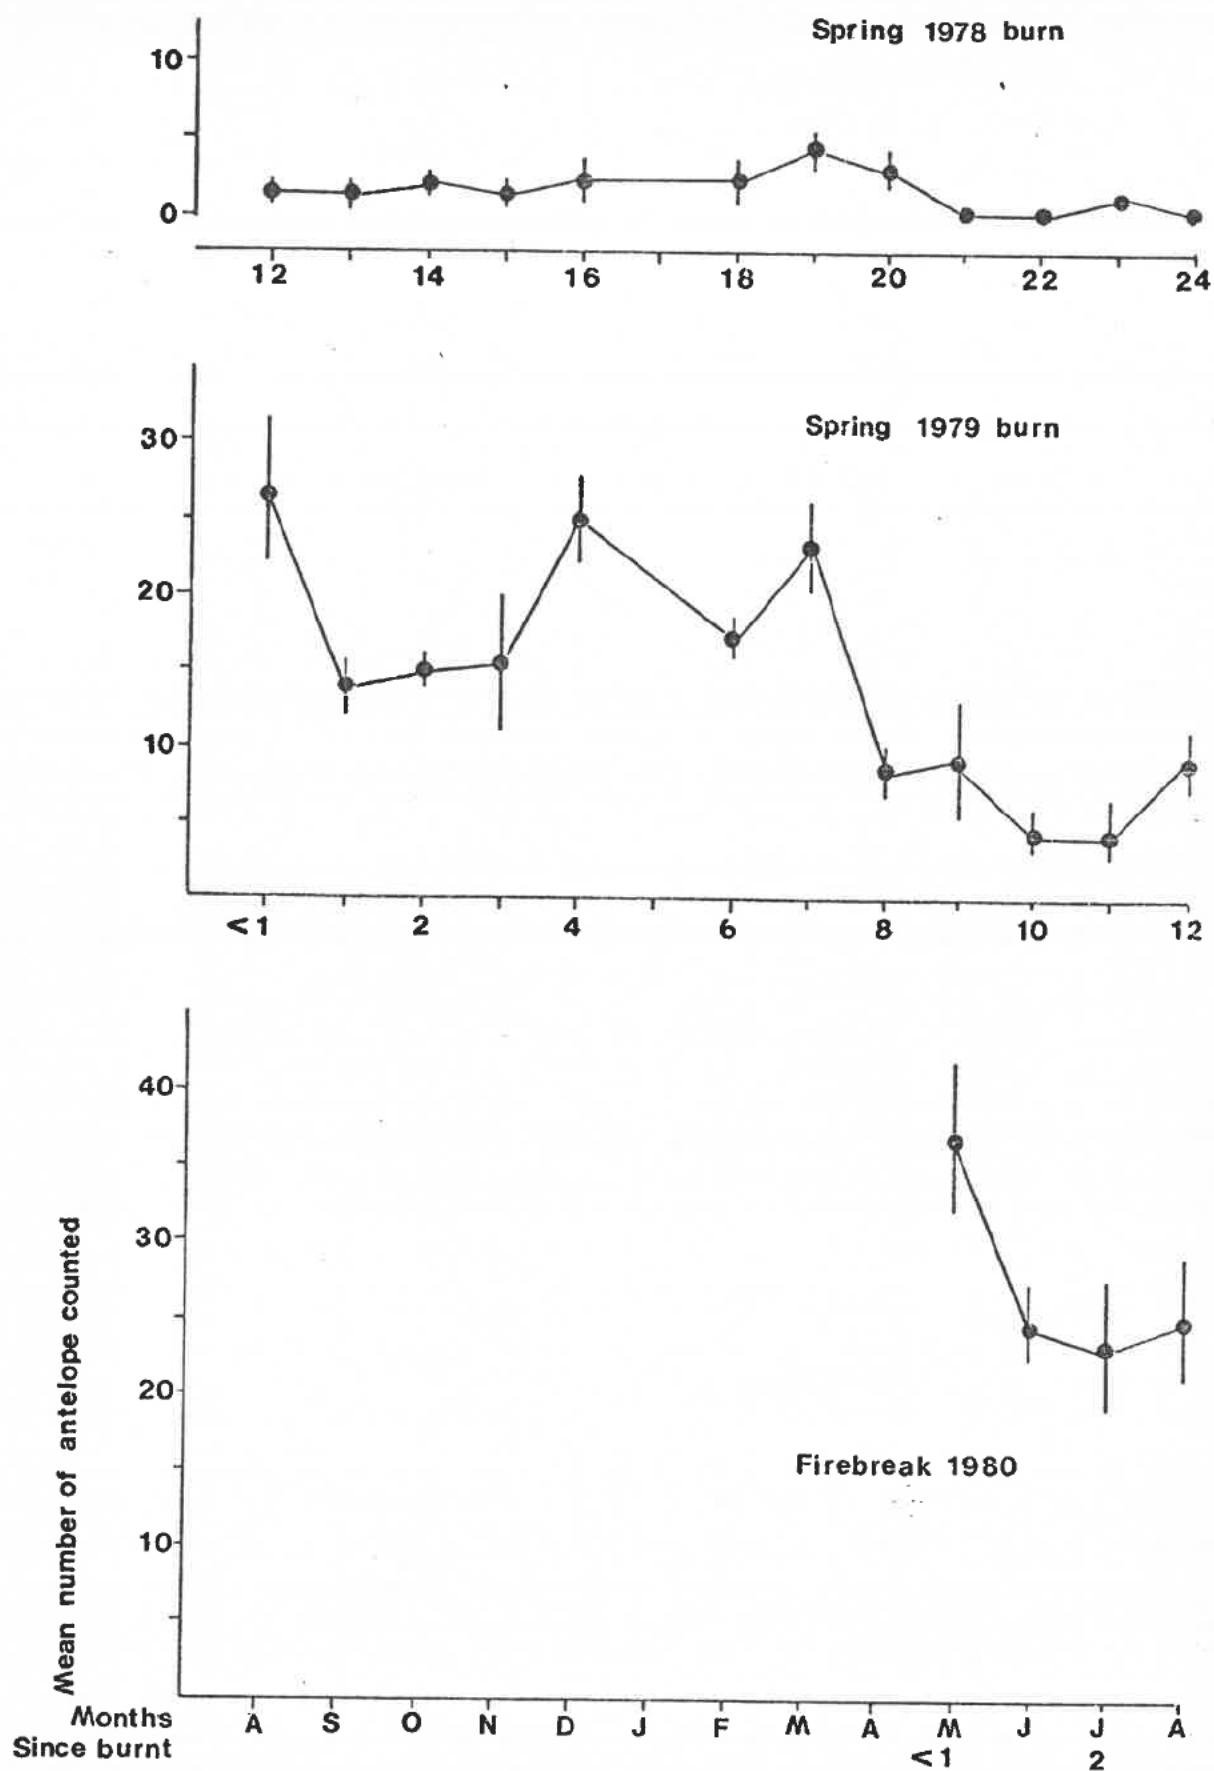 Spring 1978 burn
10
0
12 14 16 18 20 22 24
Spring 1979 burn
30
20
10
<1 2 4 6 8 10 12
40
30
20
10
Mean number of antelope counted
Firebreak 1980
Months A S O N D J F M A M J J A
Since burnt <1 2